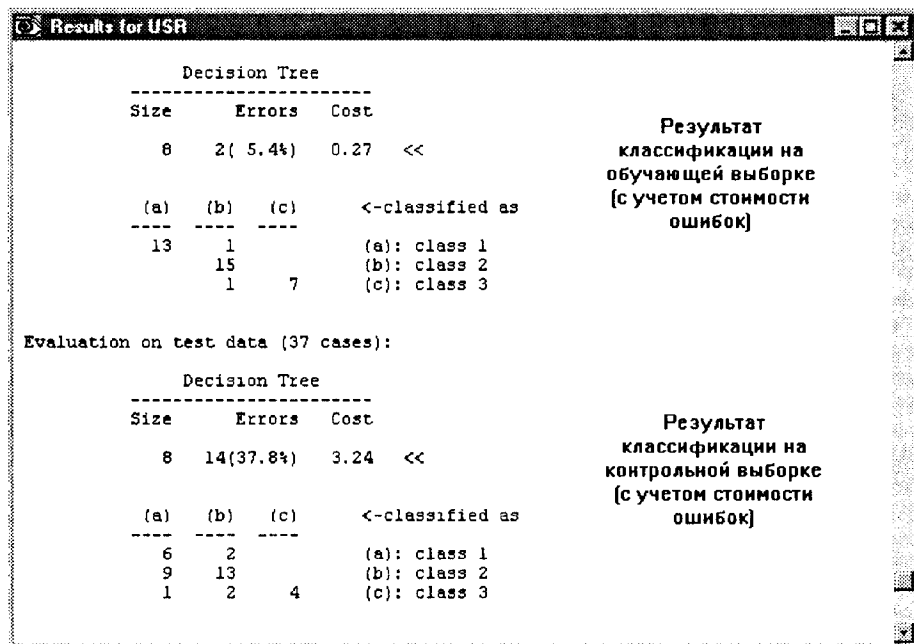 Results for USR
Decision Tree
Size Errors Cost
8 2( 5.4%) 0.27 <<
Результат
классификации на
обучающей выборке
(с учетом стоимости
ошибок)
(a) (b) (c) <-classified as
13 1 (a): class 1
15 (b): class 2
1 7 (c): class 3
Evaluation on test data (37 cases):
Decision Tree
Size Errors Cost
8 14(37.8%) 3.24 <<
Результат
классификации на
контрольной выборке
(с учетом стоимости
ошибок)
(a) (b) (c) <-classified as
6 2 (a): class 1
9 13 (b): class 2
1 2 4 (c): class 3